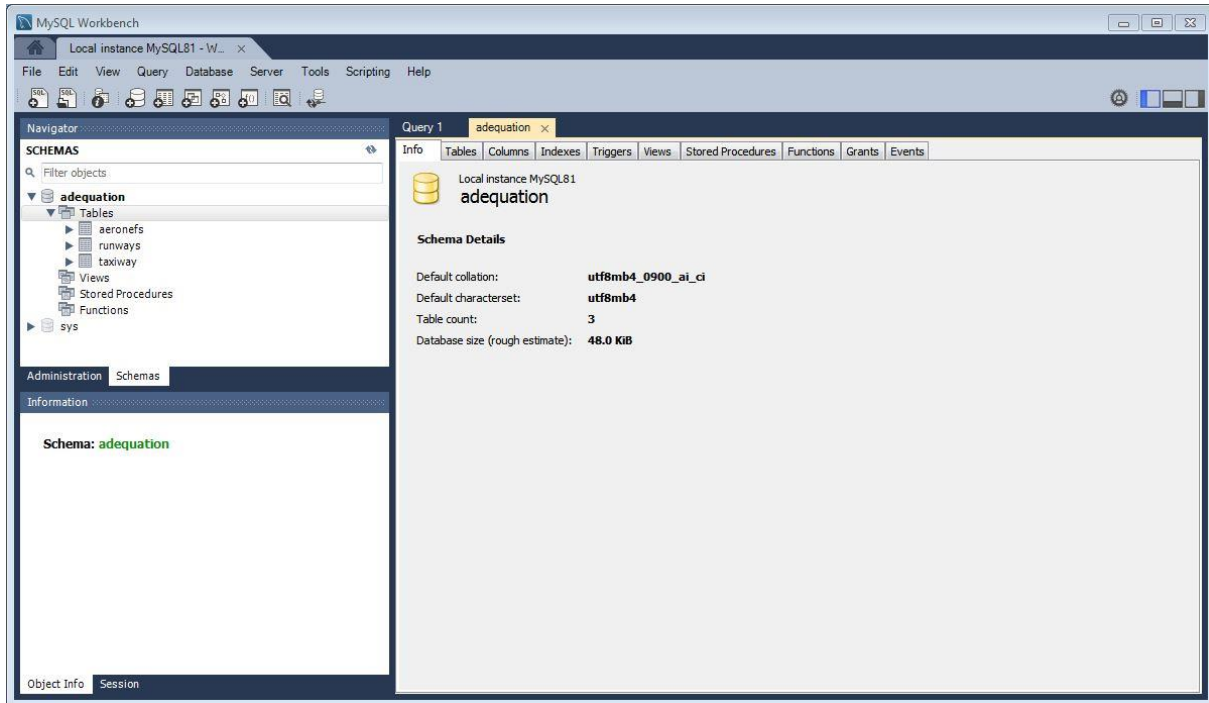 MySQL Workbench
Local instance MySQL81 - W...
File Edit View Query Database Server Tools Scripting Help
Navigator
SCHEMAS
Filter objects
adequation
Tables
aeronefs
runways
taxiway
Views
Stored Procedures
Functions
sys
Administration Schemas
Information
Schema: adequation
Object Info Session
Query 1 adequation
Info Tables Columns Indexes Triggers Views Stored Procedures Functions Grants Events
Local instance MySQL81
adequation
Schema Details
Default collation: utf8mb4_0900_ai_ci
Default characterset: utf8mb4
Table count: 3
Database size (rough estimate): 48.0 KiB